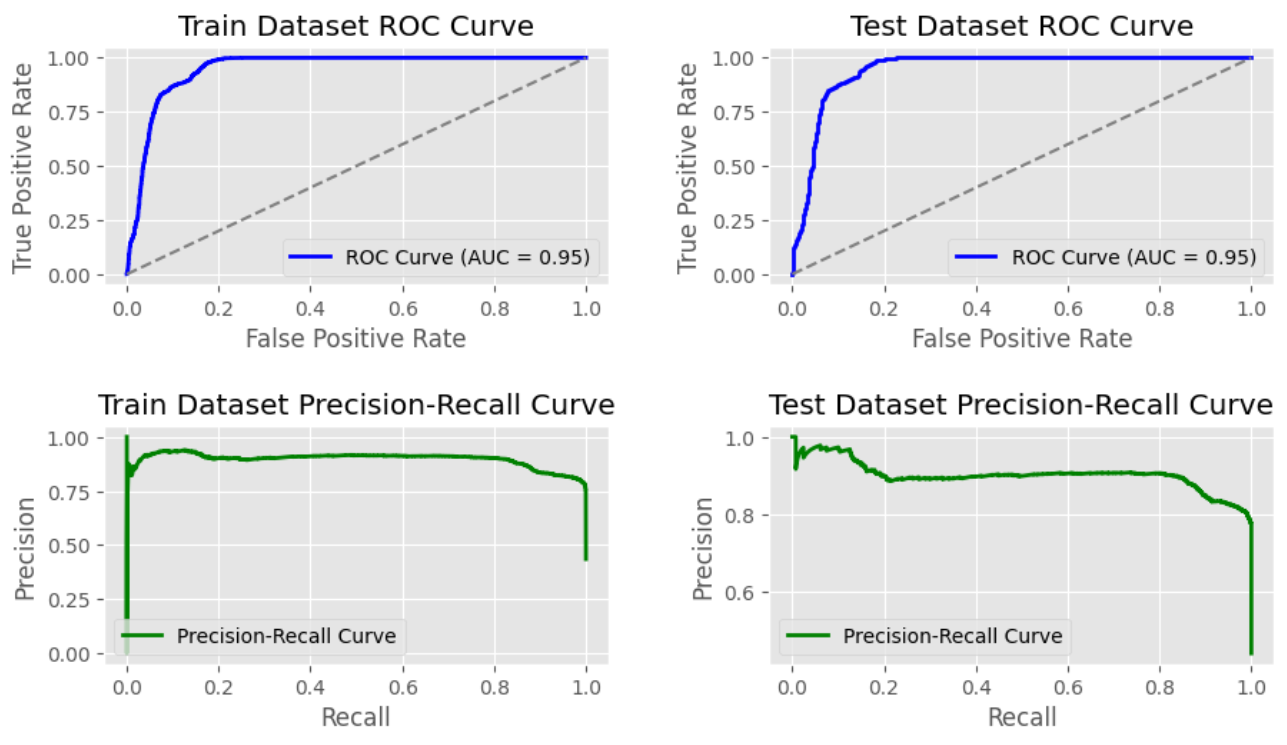 Train Dataset ROC Curve
True Positive Rate
1.00
0.75
0.50
0.25
0.00
ROC Curve (AUC = 0.95)
0.0 0.2 0.4 0.6 0.8 1.0
False Positive Rate
Test Dataset ROC Curve
True Positive Rate
1.00
0.75
0.50
0.25
0.00
ROC Curve (AUC = 0.95)
0.0 0.2 0.4 0.6 0.8 1.0
False Positive Rate
Train Dataset Precision-Recall Curve
Precision
1.00
0.75
0.50
0.25
0.00
Precision-Recall Curve
0.0 0.2 0.4 0.6 0.8 1.0
Recall
Test Dataset Precision-Recall Curve
Precision
1.0
0.8
0.6
Precision-Recall Curve
0.0 0.2 0.4 0.6 0.8 1.0
Recall